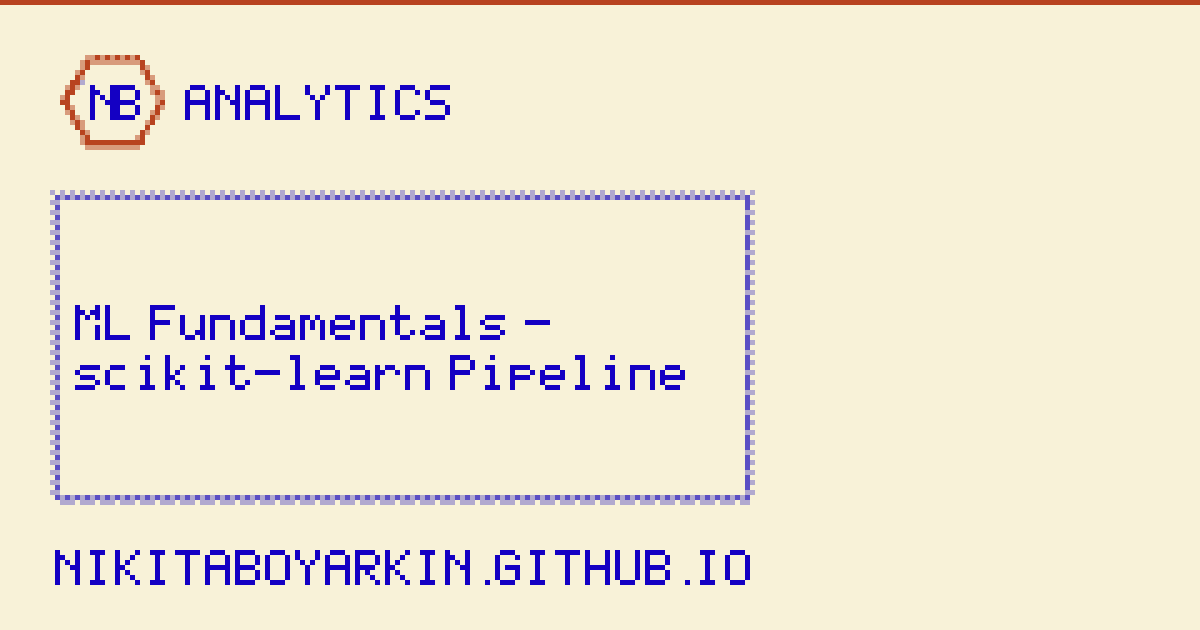 NB ANALYTICS
ML Fundamentals -
scikit-learn Pipeline
NIKITABOYARKIN.GITHUB.IO